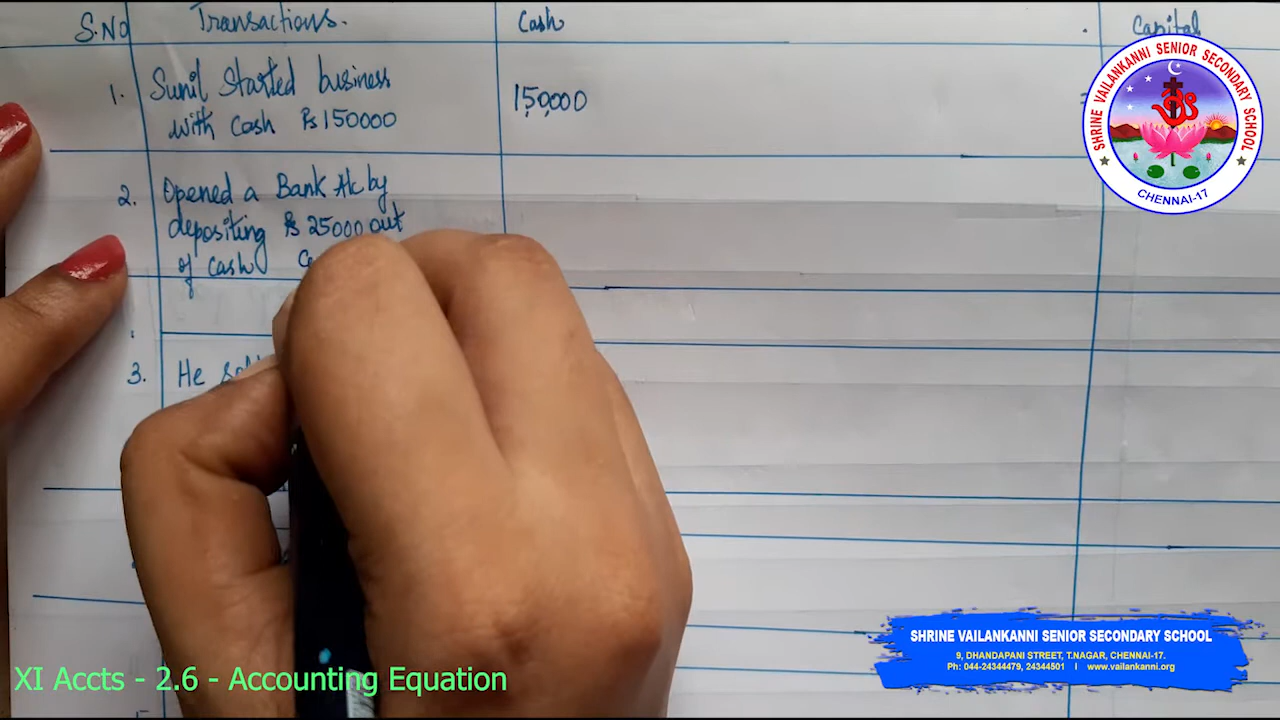 S.No Transactions. Cash Capital
1. Sunil Started business 150000
with Cash Rs 150000
2. Opened a Bank A/c by
depositing Rs 25000 out
of cash
3. He
SHRINE VAILANKANNI SENIOR SECONDARY SCHOOL
CHENNAI-17
SHRINE VAILANKANNI SENIOR SECONDARY SCHOOL
9, DHANDAPANI STREET, T.NAGAR, CHENNAI-17.
Ph: 044-24344479, 24344501 I www.vailankanni.org
XI Accts - 2.6 - Accounting Equation